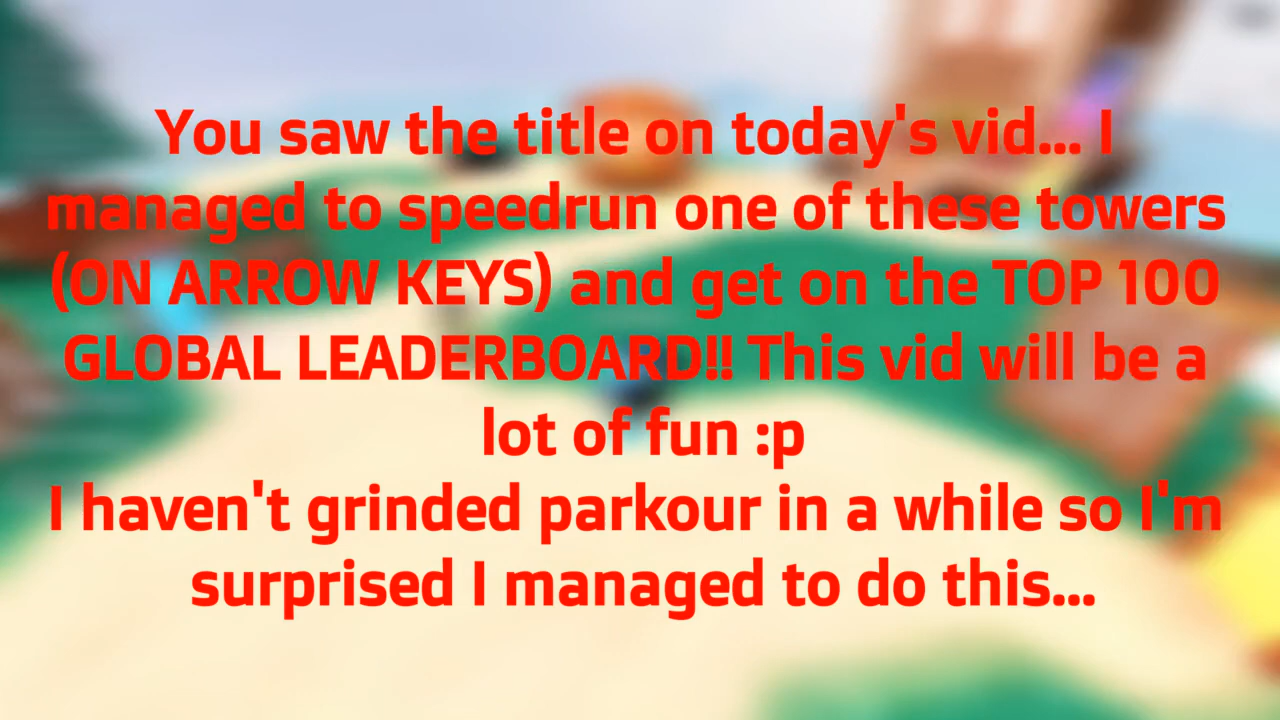 You saw the title on today's vid... I
managed to speedrun one of these towers
(ON ARROW KEYS) and get on the TOP 100
GLOBAL LEADERBOARD!! This vid will be a
lot of fun :p
I haven't grinded parkour in a while so I'm
surprised I managed to do this...